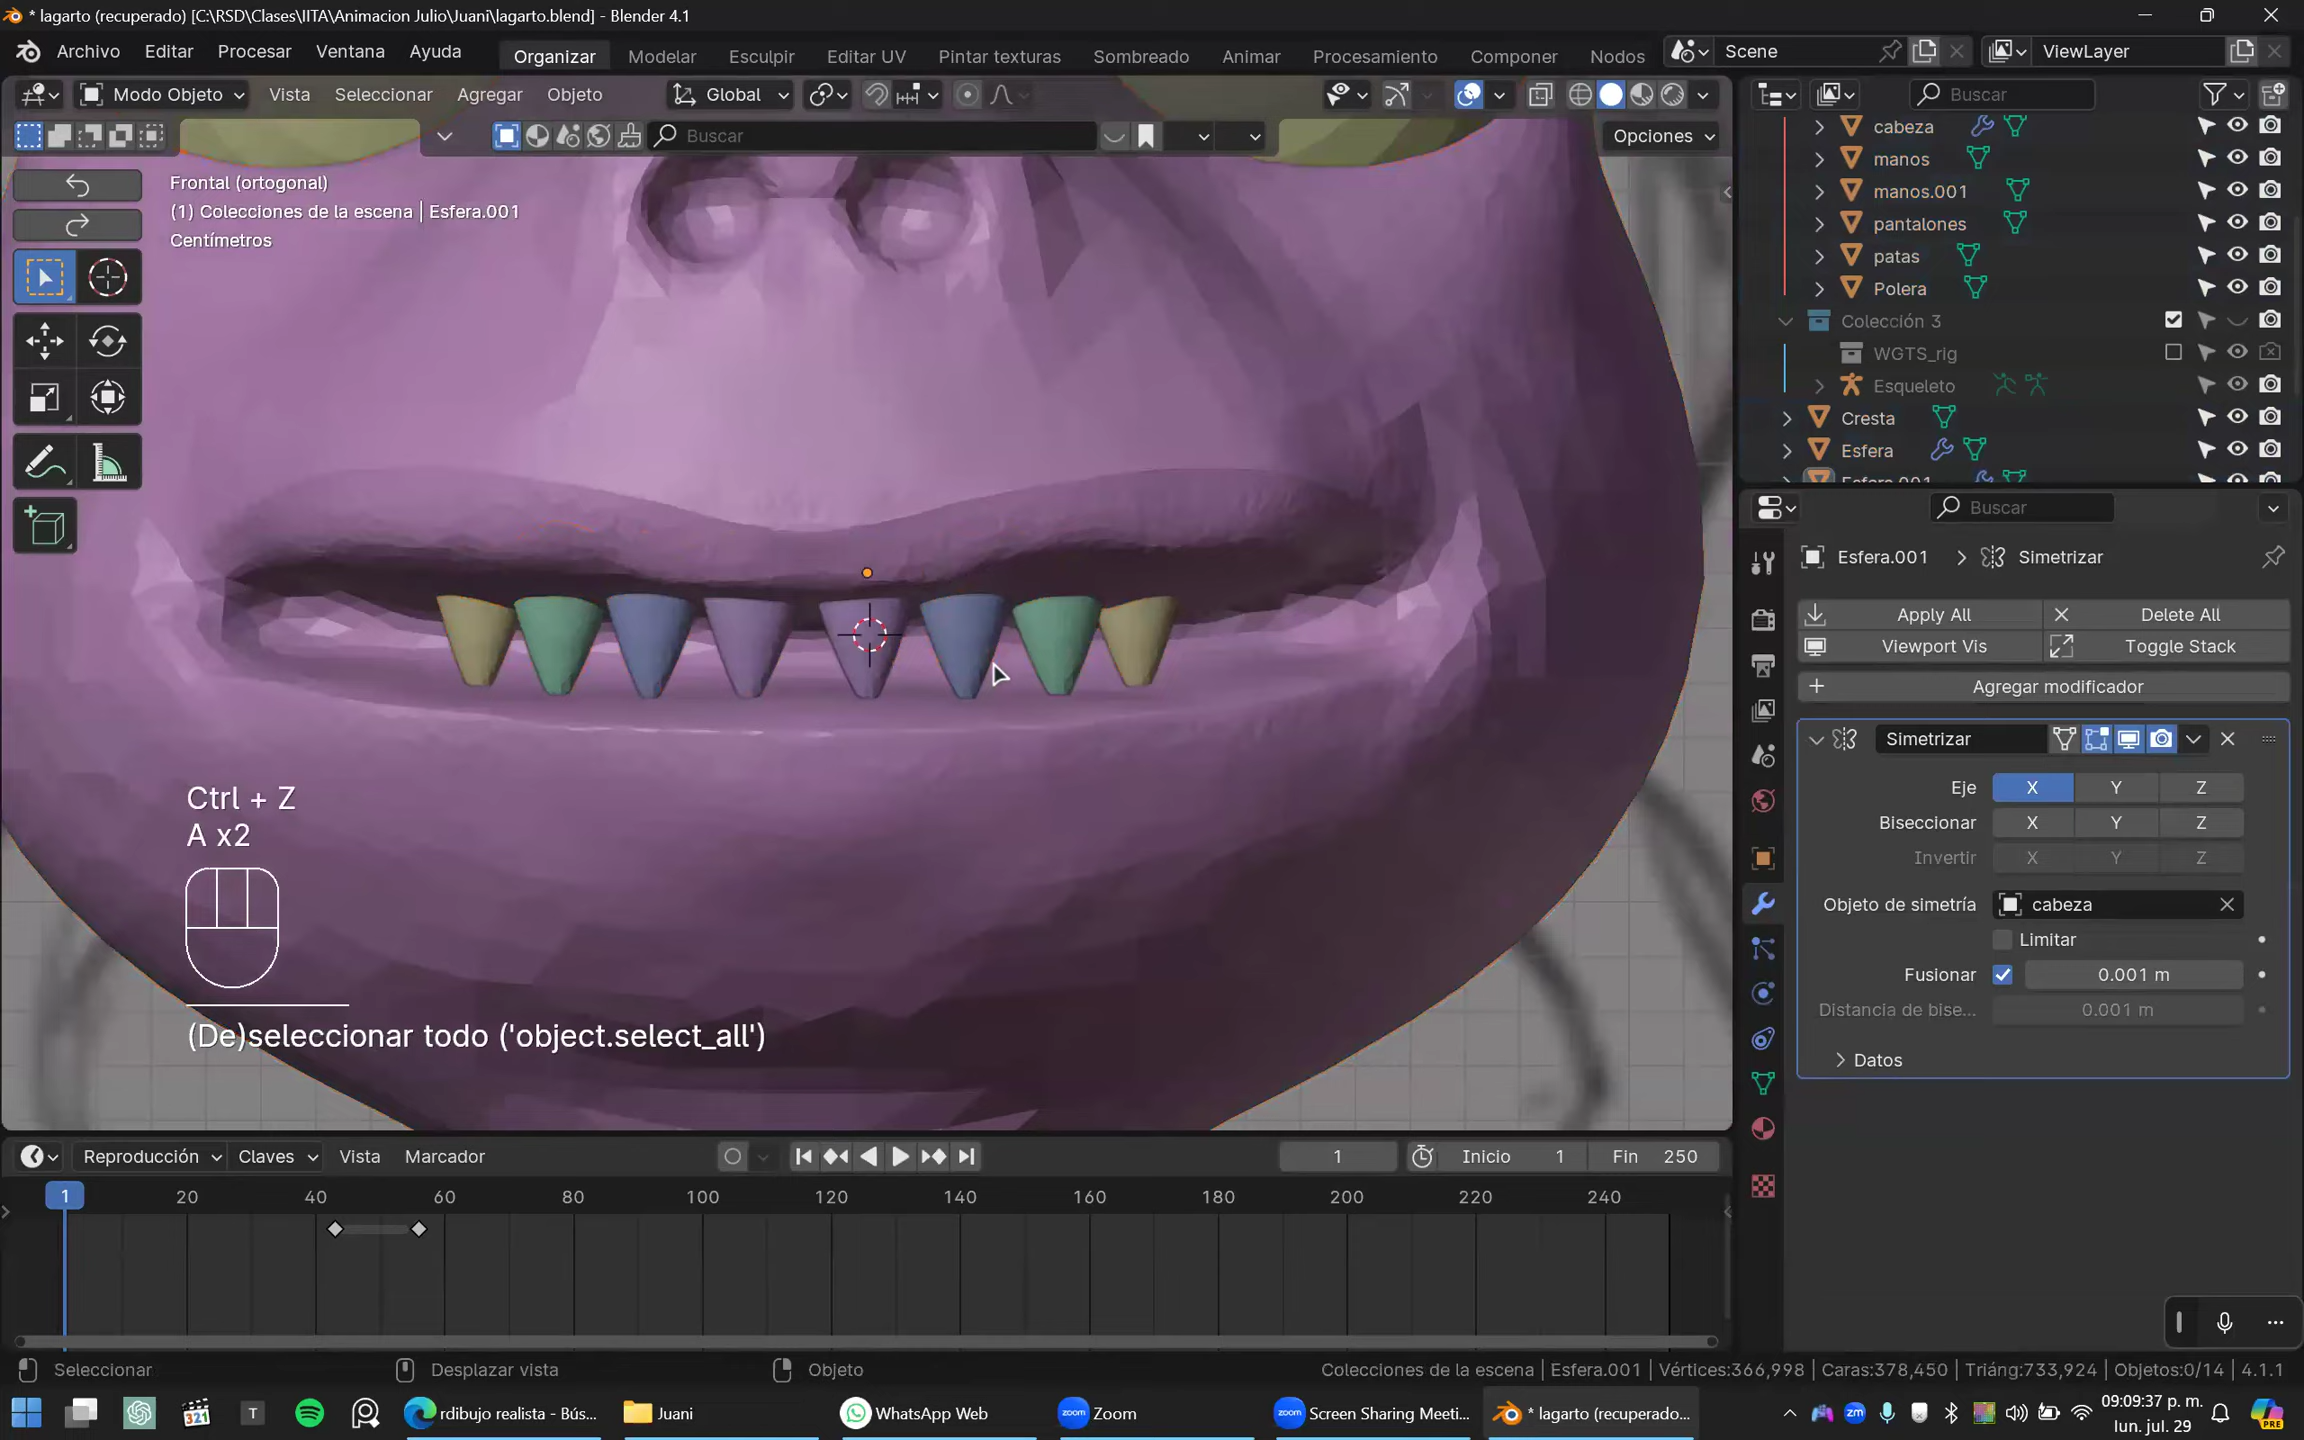 * lagarto (recuperado) [C:\RSD\Clases\IITA\Animacion Julio\Juani\lagarto.blend] - Blender 4.1
Archivo Editar Procesar Ventana Ayuda Organizar Modelar Esculpir Editar UV Pintar texturas Sombreado Animar Procesamiento Componer Nodos Scene ViewLayer
Modo Objeto Vista Seleccionar Agregar Objeto Global
Buscar
Opciones
Frontal (ortogonal)
(1) Colecciones de la escena | Esfera.001
Centímetros
Ctrl + Z
A x2
(De)seleccionar todo ('object.select_all')
Buscar
cabeza
manos
manos.001
pantalones
patas
Polera
Colección 3
WGTS_rig
Esqueleto
Cresta
Esfera
Esfera.001
Buscar
Esfera.001 > Simetrizar
Apply All Delete All
Viewport Vis Toggle Stack
Agregar modificador
Simetrizar
Eje X Y Z
Biseccionar X Y Z
Invertir X Y Z
Objeto de simetría cabeza
Limitar
Fusionar 0.001 m
Distancia de bise... 0.001 m
Datos
Reproducción Claves Vista Marcador 1 Inicio 1 Fin 250
1 20 40 60 80 100 120 140 160 180 200 220 240
Seleccionar Desplazar vista Objeto Colecciones de la escena | Esfera.001 | Vértices:366,998 | Caras:378,450 | Triáng:733,924 | Objetos:0/14 | 4.1.1
321 T rdibujo realista - Bús... Juani WhatsApp Web zoom Zoom zoom Screen Sharing Meeti... * lagarto (recuperado... zm 09:09:37 p. m.
lun. jul. 29
PRE